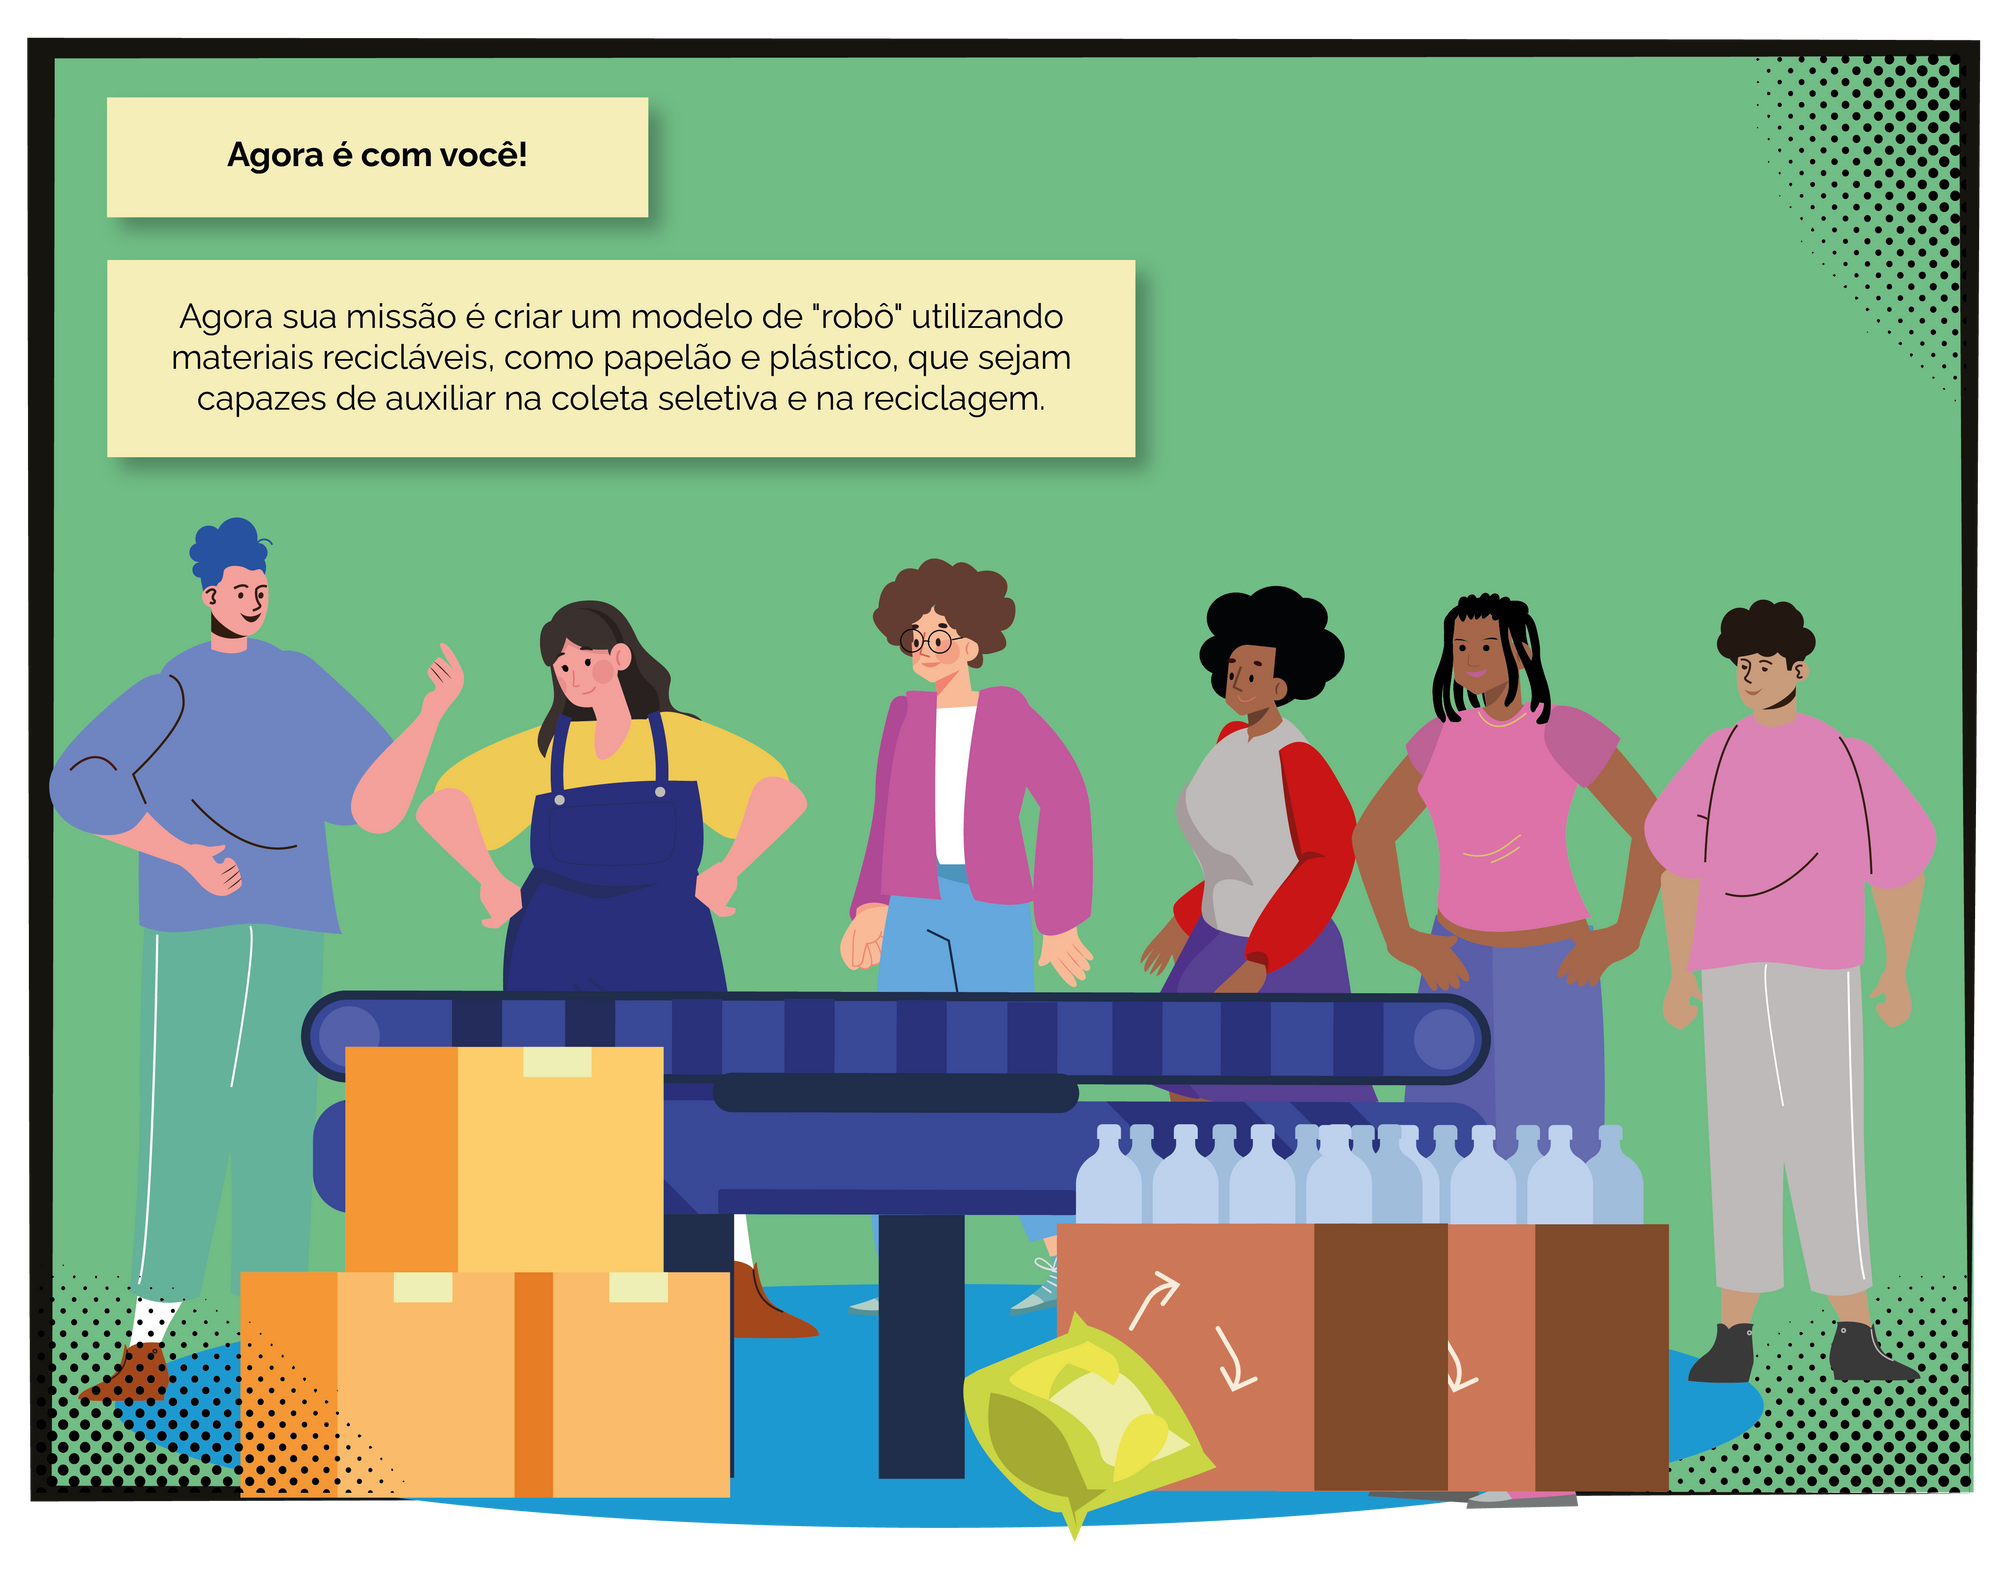 Agora é com você!
Agora sua missão é criar um modelo de "robô" utilizando
materiais recicláveis, como papelão e plástico, que sejam
capazes de auxiliar na coleta seletiva e na reciclagem.